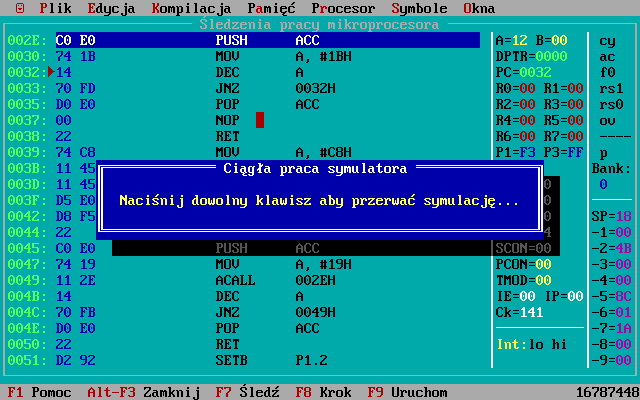 Plik Edycja Kompilacja Pamięć Procesor Symbole Okna
Śledzenia pracy mikroprocesora
002E: C0 E0 PUSH ACC A=12 B=00 cy
0030: 74 1B MOV A, #1BH DPTR=0000 ac
0032: 14 DEC A PC=0032 f0
0033: 70 FD JNZ 0032H R0=00 R1=00 rs1
0035: D0 E0 POP ACC R2=00 R3=00 rs0
0037: 00 NOP R4=00 R5=00 ov
0038: 22 RET R6=00 R7=00 ----
0039: 74 C8 MOV A, #C8H P1=F3 P3=FF p
003B: 11 45 Ciągła praca symulatora Bank:
003D: 11 45 0 0
003F: D5 E0 Naciśnij dowolny klawisz aby przerwać symulację... 0
0042: D8 F5 0 SP=18
0044: 22 4 -1=00
0045: C0 E0 PUSH ACC SCON=00 -2=4B
0047: 74 19 MOV A, #19H PCON=00 -3=00
0049: 11 2E ACALL 002EH TMOD=00 -4=00
004B: 14 DEC A IE=00 IP=00 -5=8C
004C: 70 FB JNZ 0049H Ck=141 -6=01
004E: D0 E0 POP ACC -7=1A
0050: 22 RET Int:lo hi -8=00
0051: D2 92 SETB P1.2 -9=00
F1 Pomoc Alt-F3 Zamknij F7 Śledź F8 Krok F9 Uruchom 16787448